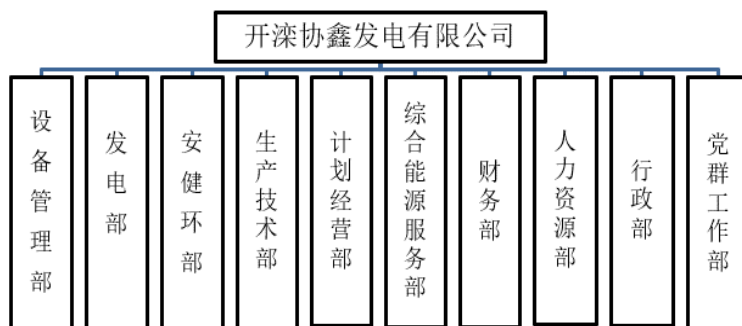 开滦协鑫发电有限公司
设备管理部
发电部
安健环部
生产技术部
计划经营部
综合能源服务部
财务部
人力资源部
行政部
党群工作部